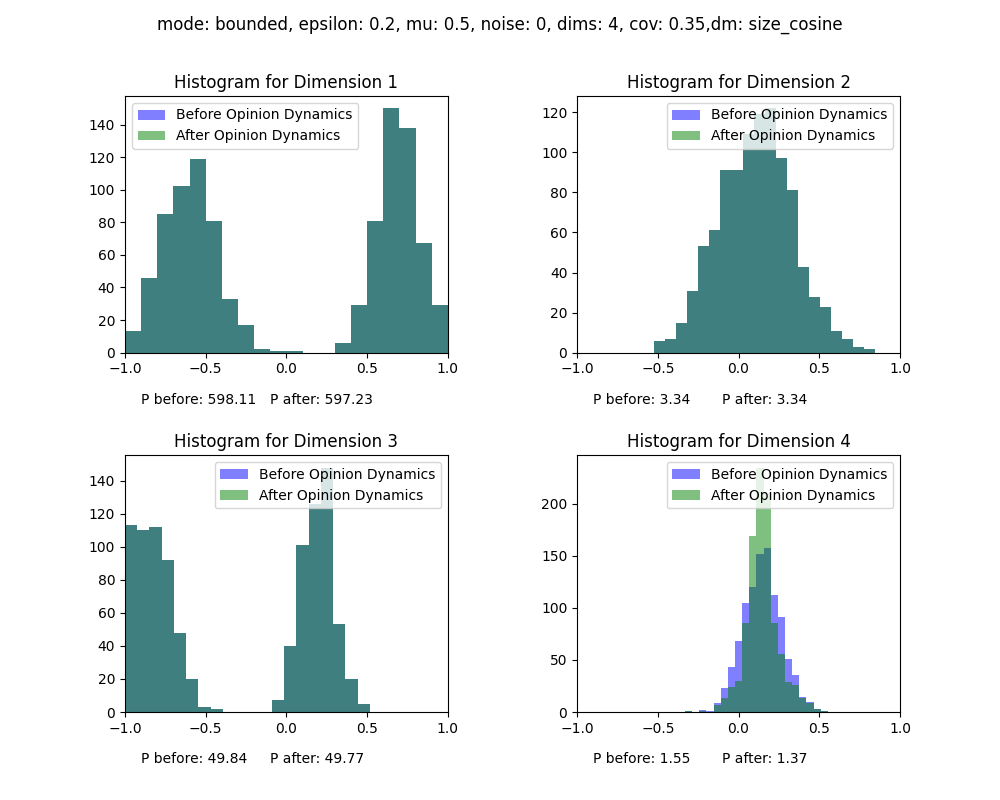 mode: bounded, epsilon: 0.2, mu: 0.5, noise: 0, dims: 4, cov: 0.35,dm: size_cosine
Histogram for Dimension 1
Before Opinion Dynamics
After Opinion Dynamics
140
120
100
80
60
40
20
0
−1.0 −0.5 0.0 0.5 1.0
P before: 598.11 P after: 597.23
Histogram for Dimension 2
Before Opinion Dynamics
After Opinion Dynamics
120
100
80
60
40
20
0
−1.0 −0.5 0.0 0.5 1.0
P before: 3.34 P after: 3.34
Histogram for Dimension 3
Before Opinion Dynamics
After Opinion Dynamics
140
120
100
80
60
40
20
0
−1.0 −0.5 0.0 0.5 1.0
P before: 49.84 P after: 49.77
Histogram for Dimension 4
Before Opinion Dynamics
After Opinion Dynamics
200
150
100
50
0
−1.0 −0.5 0.0 0.5 1.0
P before: 1.55 P after: 1.37